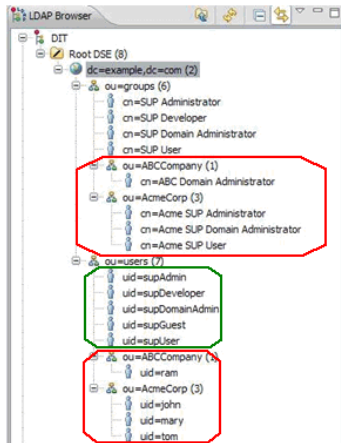 LDAP Browser
DIT
Root DSE (8)
dc=example,dc=com (2)
ou=groups (6)
cn=SUP Administrator
cn=SUP Developer
cn=SUP Domain Administrator
cn=SUP User
ou=ABCCompany (1)
cn=ABC Domain Administrator
ou=AcmeCorp (3)
cn=Acme SUP Administrator
cn=Acme SUP Domain Administrator
cn=Acme SUP User
ou=users (7)
uid=supAdmin
uid=supDeveloper
uid=supDomainAdmin
uid=supGuest
uid=supUser
ou=ABCCompany (1)
uid=ram
ou=AcmeCorp (3)
uid=john
uid=mary
uid=tom